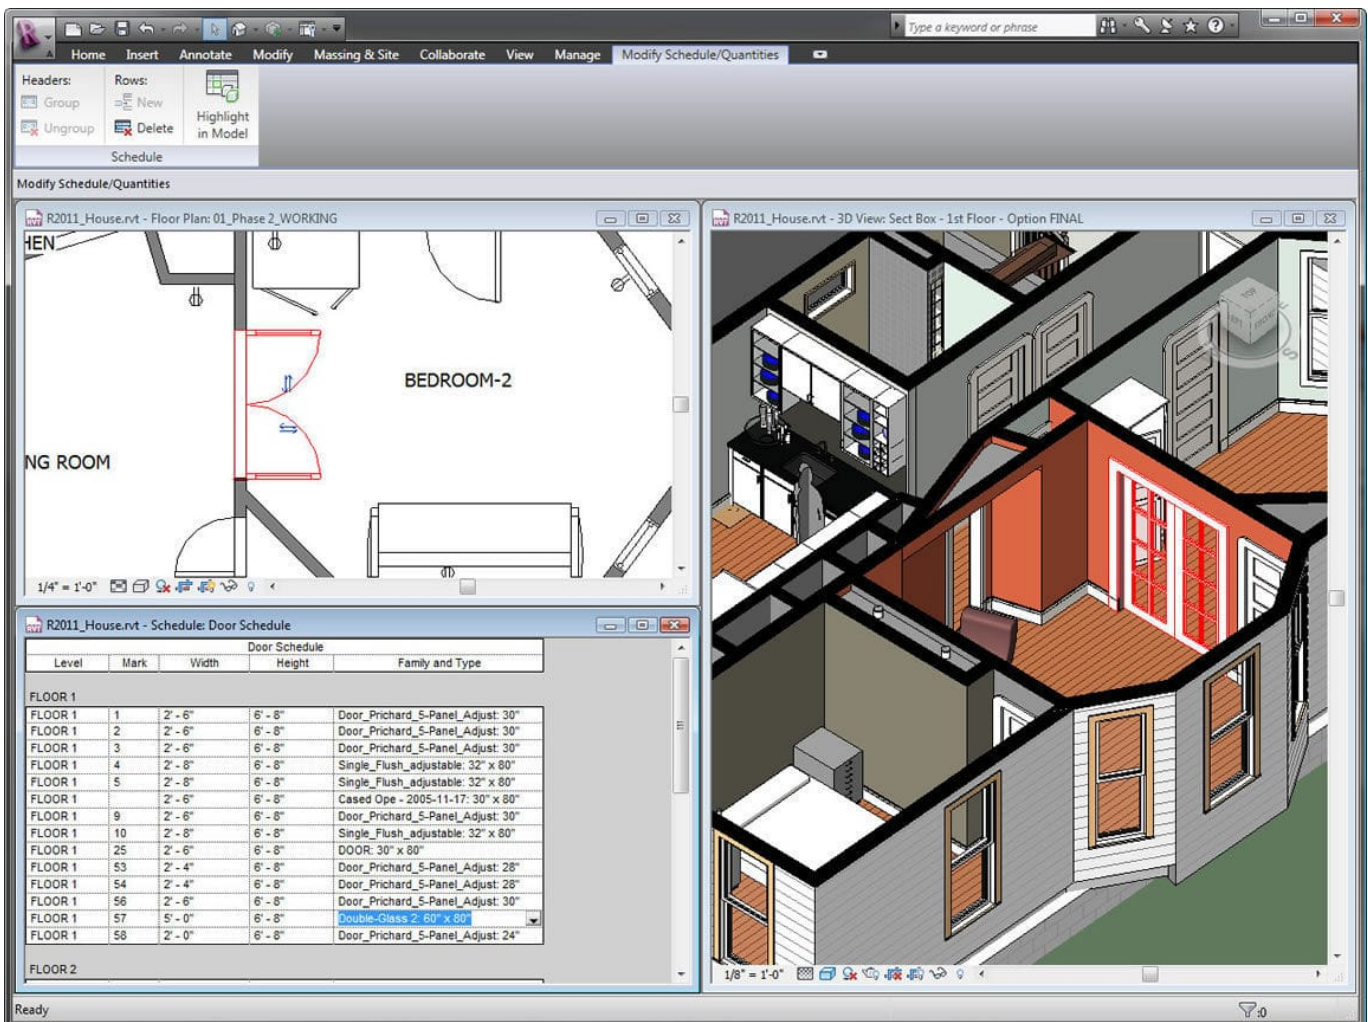 Type a keyword or phrase
Home Insert Annotate Modify Massing & Site Collaborate View Manage Modify Schedule/Quantities
Headers: Rows:
Group New
Ungroup Delete
Highlight
in Model
Schedule
Modify Schedule/Quantities
R2011_House.rvt - Floor Plan: 01_Phase 2_WORKING
HEN
BEDROOM-2
NG ROOM
1/4" = 1'-0"
R2011_House.rvt - 3D View: Sect Box - 1st Floor - Option FINAL
TOP
FRONT
1/8" = 1'-0"
R2011_House.rvt - Schedule: Door Schedule
Door Schedule
Level Mark Width Height Family and Type
FLOOR 1
FLOOR 1 1 2' - 6" 6' - 8" Door_Prichard_5-Panel_Adjust: 30"
FLOOR 1 2 2' - 6" 6' - 8" Door_Prichard_5-Panel_Adjust: 30"
FLOOR 1 3 2' - 6" 6' - 8" Door_Prichard_5-Panel_Adjust: 30"
FLOOR 1 4 2' - 8" 6' - 8" Single_Flush_adjustable: 32" x 80"
FLOOR 1 5 2' - 8" 6' - 8" Single_Flush_adjustable: 32" x 80"
FLOOR 1 2' - 6" 6' - 8" Cased Ope - 2005-11-17: 30" x 80"
FLOOR 1 9 2' - 6" 6' - 8" Door_Prichard_5-Panel_Adjust: 30"
FLOOR 1 10 2' - 8" 6' - 8" Single_Flush_adjustable: 32" x 80"
FLOOR 1 25 2' - 6" 6' - 8" DOOR: 30" x 80"
FLOOR 1 53 2' - 4" 6' - 8" Door_Prichard_5-Panel_Adjust: 28"
FLOOR 1 54 2' - 4" 6' - 8" Door_Prichard_5-Panel_Adjust: 28"
FLOOR 1 56 2' - 6" 6' - 8" Door_Prichard_5-Panel_Adjust: 30"
FLOOR 1 57 5' - 0" 6' - 8" Double-Glass 2: 60" x 80"
FLOOR 1 58 2' - 0" 6' - 8" Door_Prichard_5-Panel_Adjust: 24"
FLOOR 2
Ready
:0